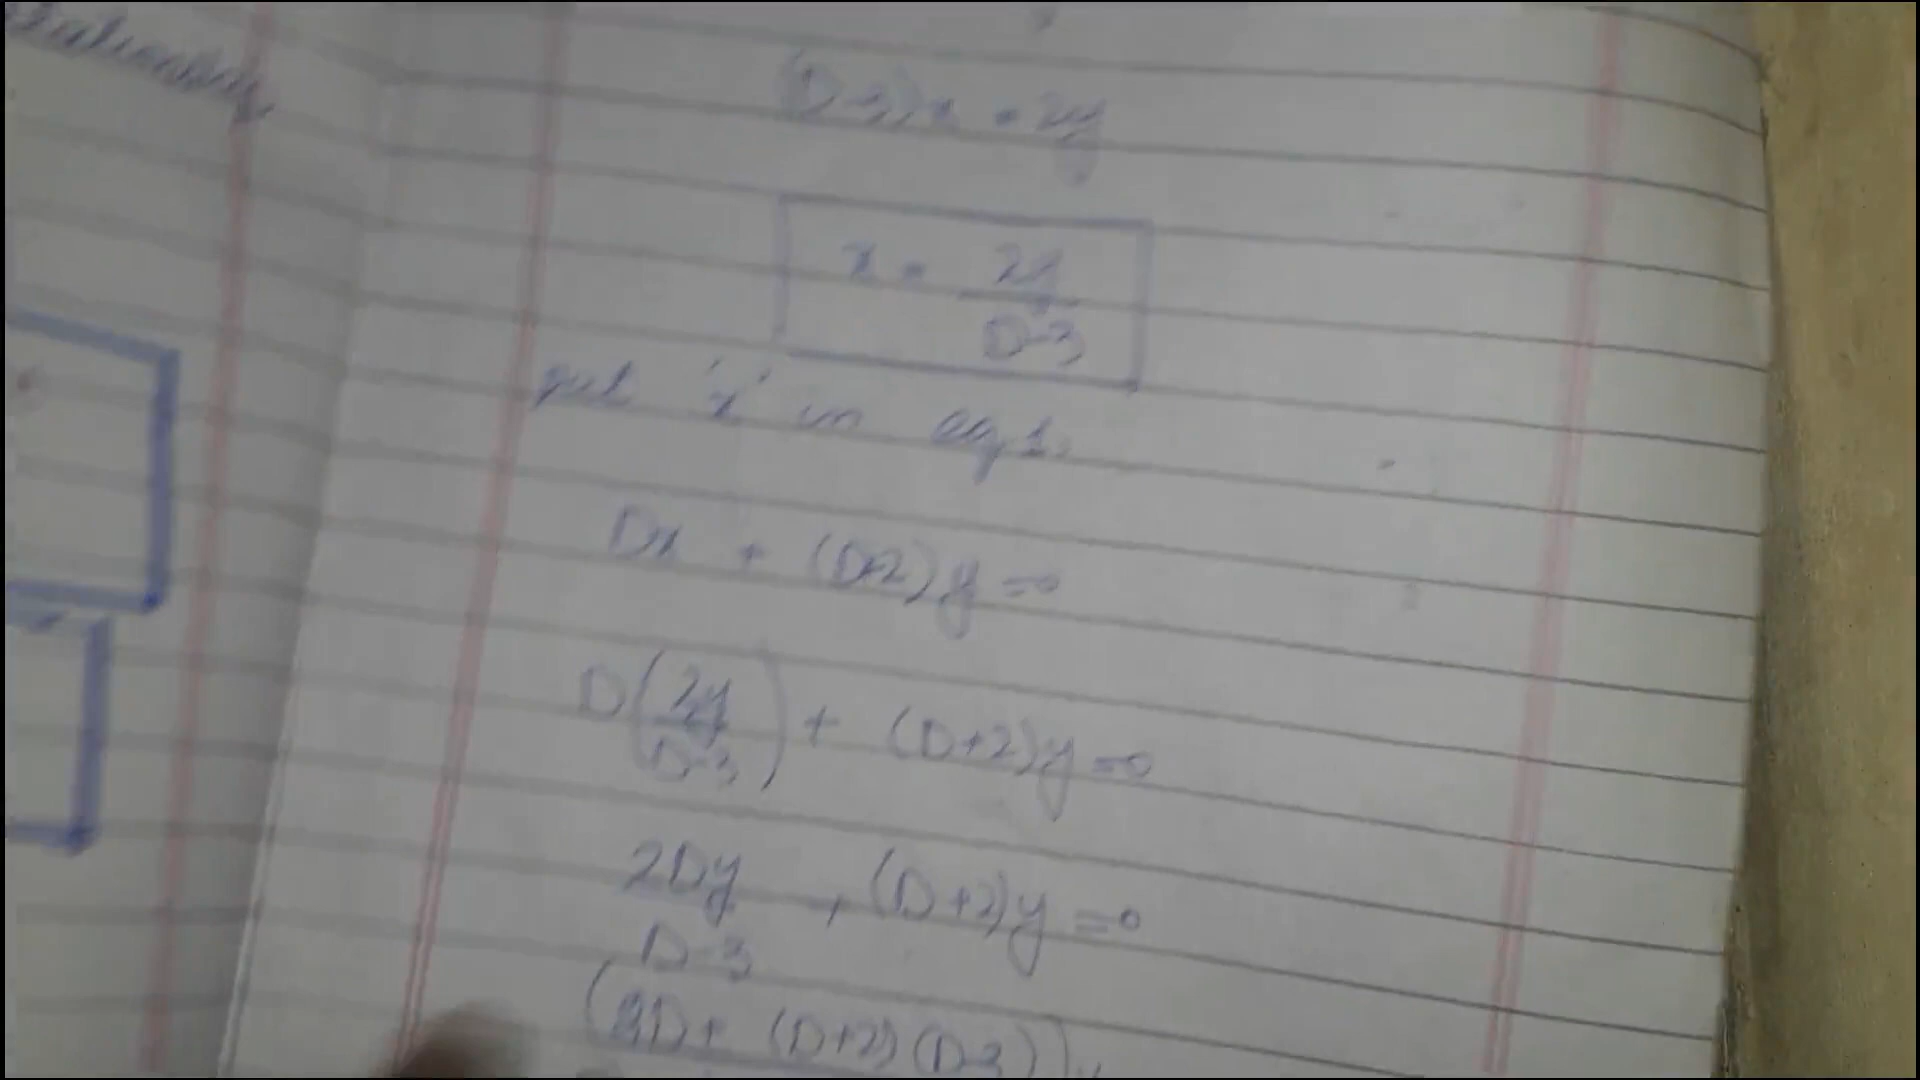 (D-3)x = 2y
x = 2y/D-3
put 'x' in eq 1,
Dx + (D+2)y=0
D(2y/D-3) + (D+2)y=0
2Dy/D-3 + (D+2)y=0
(2D+ (D+2)(D-3))y